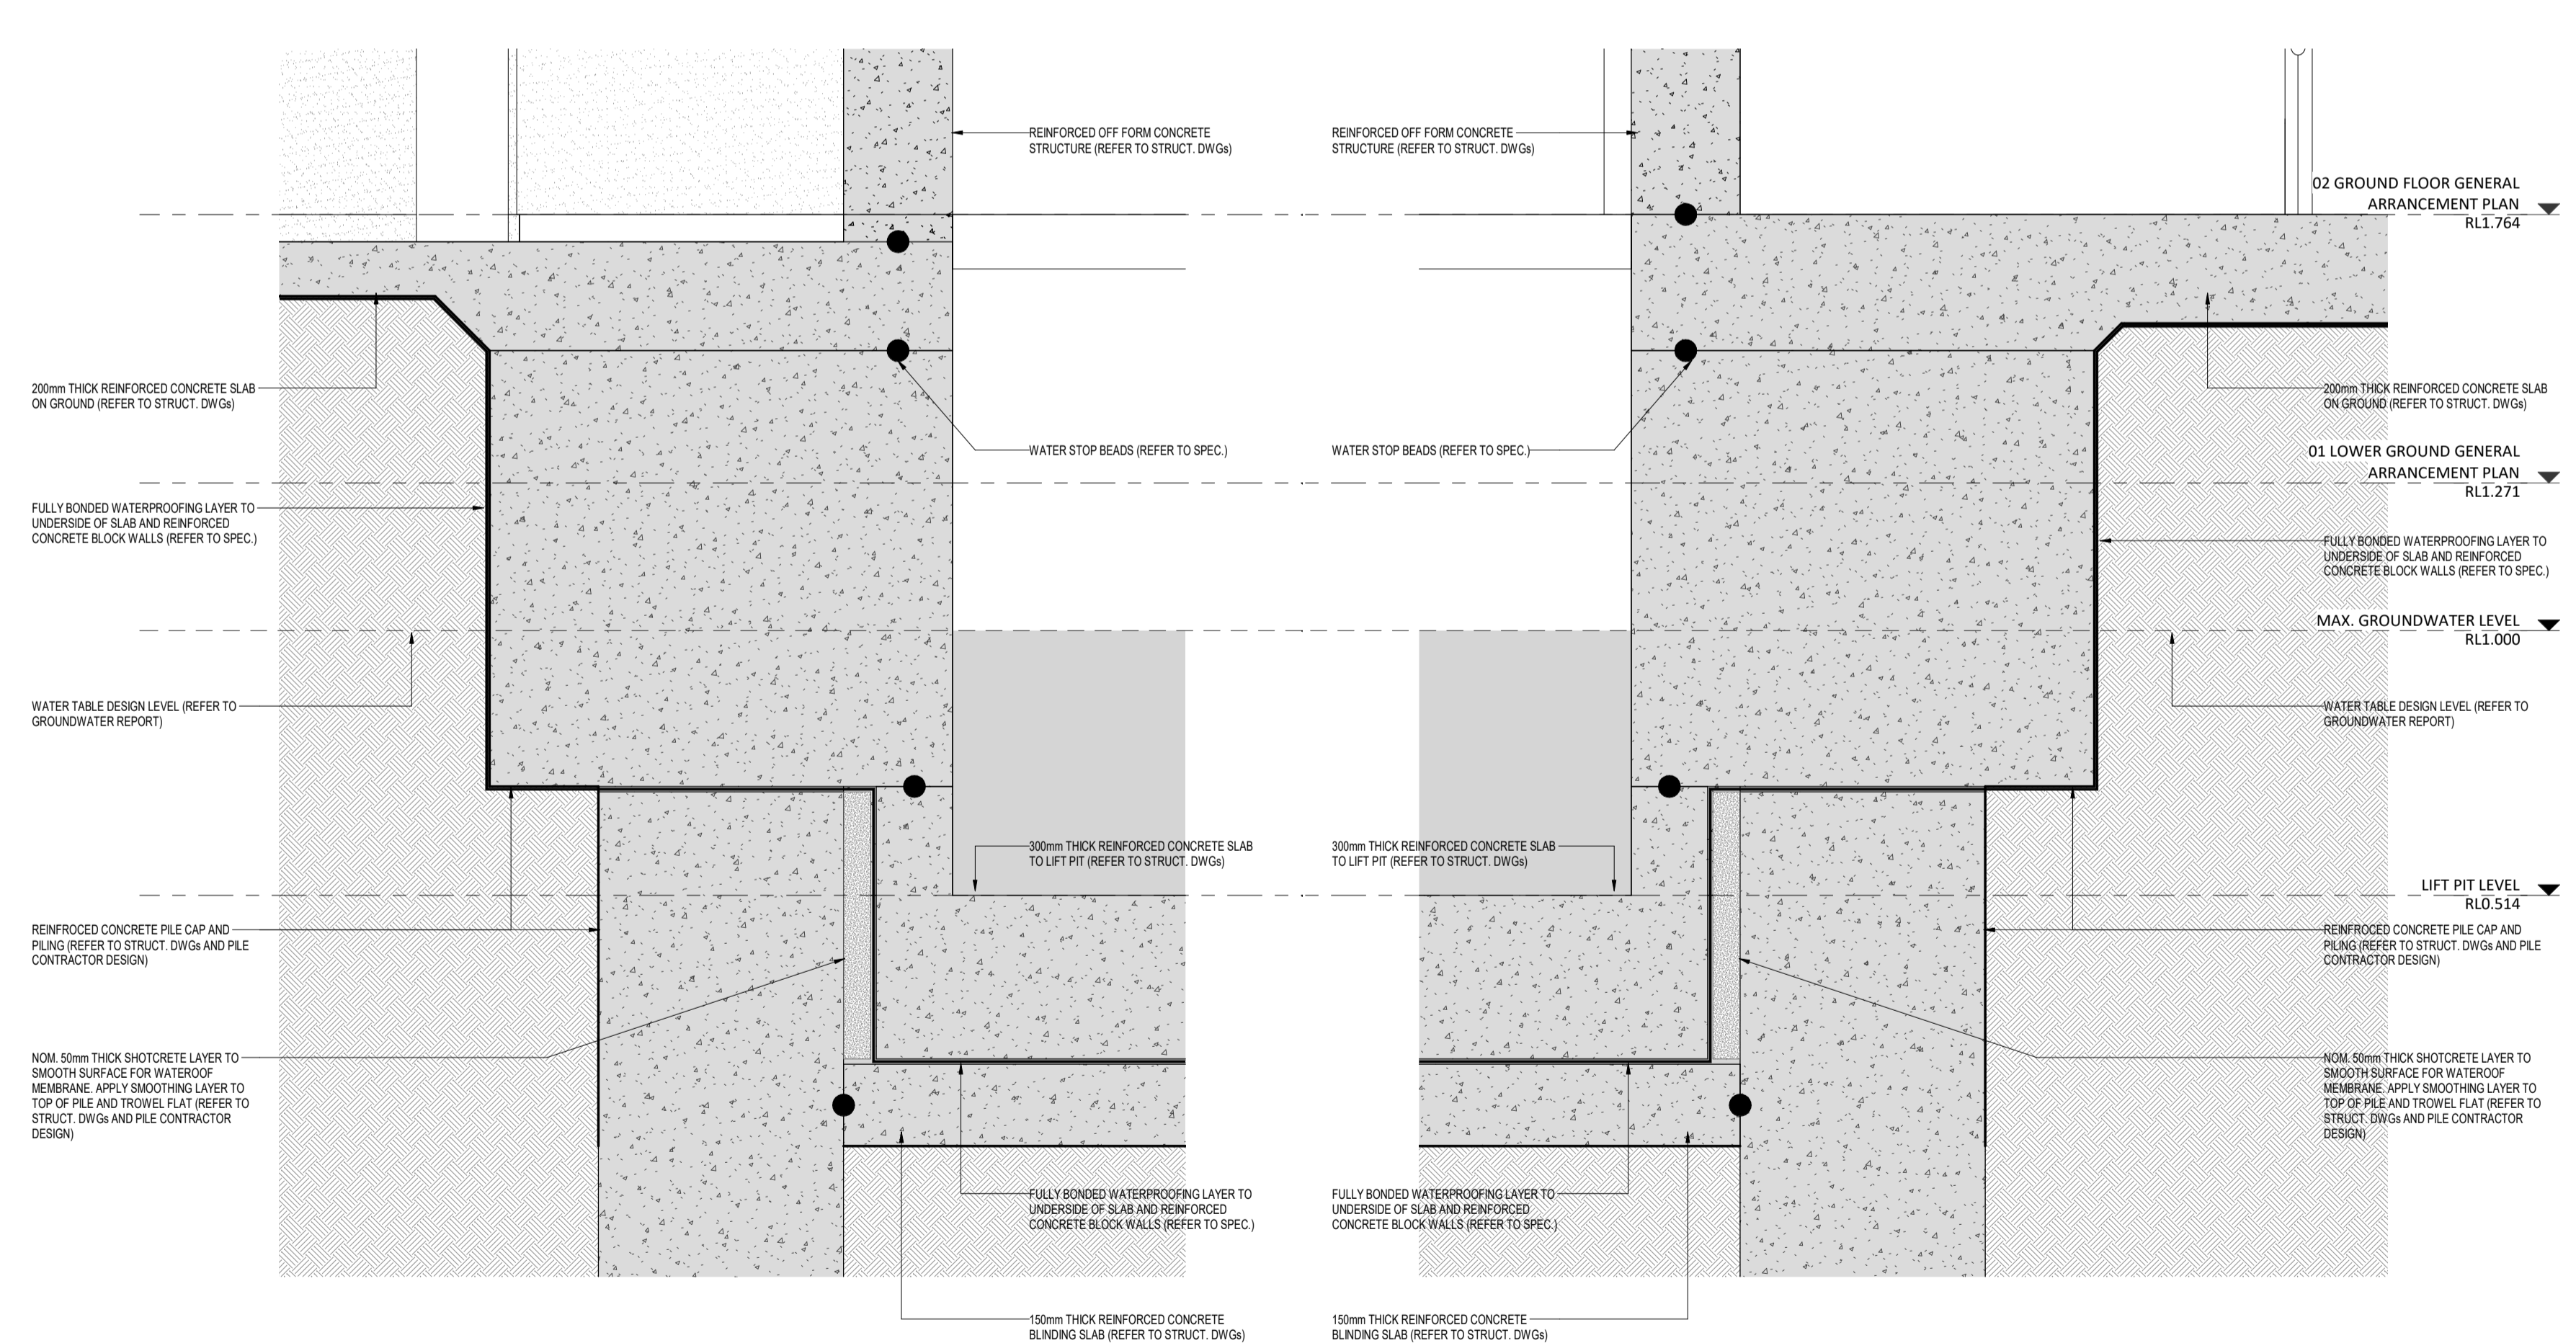 REINFORCED OFF FORM CONCRETE
STRUCTURE (REFER TO STRUCT. DWGs)
REINFORCED OFF FORM CONCRETE
STRUCTURE (REFER TO STRUCT. DWGs)
02 GROUND FLOOR GENERAL
ARRANCEMENT PLAN
RL1.764
200mm THICK REINFORCED CONCRETE SLAB
ON GROUND (REFER TO STRUCT. DWGs)
200mm THICK REINFORCED CONCRETE SLAB
ON GROUND (REFER TO STRUCT. DWGs)
WATER STOP BEADS (REFER TO SPEC.)
WATER STOP BEADS (REFER TO SPEC.)
01 LOWER GROUND GENERAL
ARRANCEMENT PLAN
RL1.271
FULLY BONDED WATERPROOFING LAYER TO
UNDERSIDE OF SLAB AND REINFORCED
CONCRETE BLOCK WALLS (REFER TO SPEC.)
FULLY BONDED WATERPROOFING LAYER TO
UNDERSIDE OF SLAB AND REINFORCED
CONCRETE BLOCK WALLS (REFER TO SPEC.)
MAX. GROUNDWATER LEVEL
RL1.000
WATER TABLE DESIGN LEVEL (REFER TO
GROUNDWATER REPORT)
WATER TABLE DESIGN LEVEL (REFER TO
GROUNDWATER REPORT)
300mm THICK REINFORCED CONCRETE SLAB
TO LIFT PIT (REFER TO STRUCT. DWGs)
300mm THICK REINFORCED CONCRETE SLAB
TO LIFT PIT (REFER TO STRUCT. DWGs)
LIFT PIT LEVEL
RL0.514
REINFROCED CONCRETE PILE CAP AND
PILING (REFER TO STRUCT. DWGs AND PILE
CONTRACTOR DESIGN)
REINFROCED CONCRETE PILE CAP AND
PILING (REFER TO STRUCT. DWGs AND PILE
CONTRACTOR DESIGN)
NOM. 50mm THICK SHOTCRETE LAYER TO
SMOOTH SURFACE FOR WATEROOF
MEMBRANE. APPLY SMOOTHING LAYER TO
TOP OF PILE AND TROWEL FLAT (REFER TO
STRUCT. DWGs AND PILE CONTRACTOR
DESIGN)
NOM. 50mm THICK SHOTCRETE LAYER TO
SMOOTH SURFACE FOR WATEROOF
MEMBRANE. APPLY SMOOTHING LAYER TO
TOP OF PILE AND TROWEL FLAT (REFER TO
STRUCT. DWGs AND PILE CONTRACTOR
DESIGN)
FULLY BONDED WATERPROOFING LAYER TO
UNDERSIDE OF SLAB AND REINFORCED
CONCRETE BLOCK WALLS (REFER TO SPEC.)
FULLY BONDED WATERPROOFING LAYER TO
UNDERSIDE OF SLAB AND REINFORCED
CONCRETE BLOCK WALLS (REFER TO SPEC.)
150mm THICK REINFORCED CONCRETE
BLINDING SLAB (REFER TO STRUCT. DWGs)
150mm THICK REINFORCED CONCRETE
BLINDING SLAB (REFER TO STRUCT. DWGs)